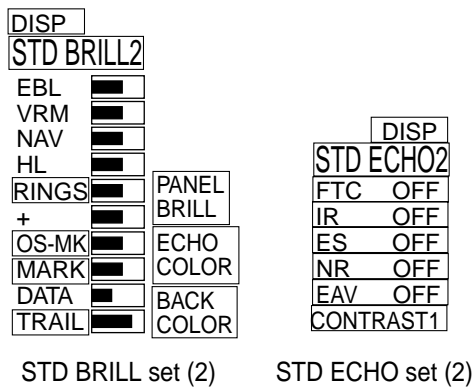 DISP
STD BRILL2
EBL
VRM
NAV
HL
RINGS
+
OS-MK
MARK
DATA
TRAIL
PANEL
BRILL
ECHO
COLOR
BACK
COLOR
STD BRILL set (2)
DISP
STD ECHO2
FTC OFF
IR OFF
ES OFF
NR OFF
EAV OFF
CONTRAST1
STD ECHO set (2)